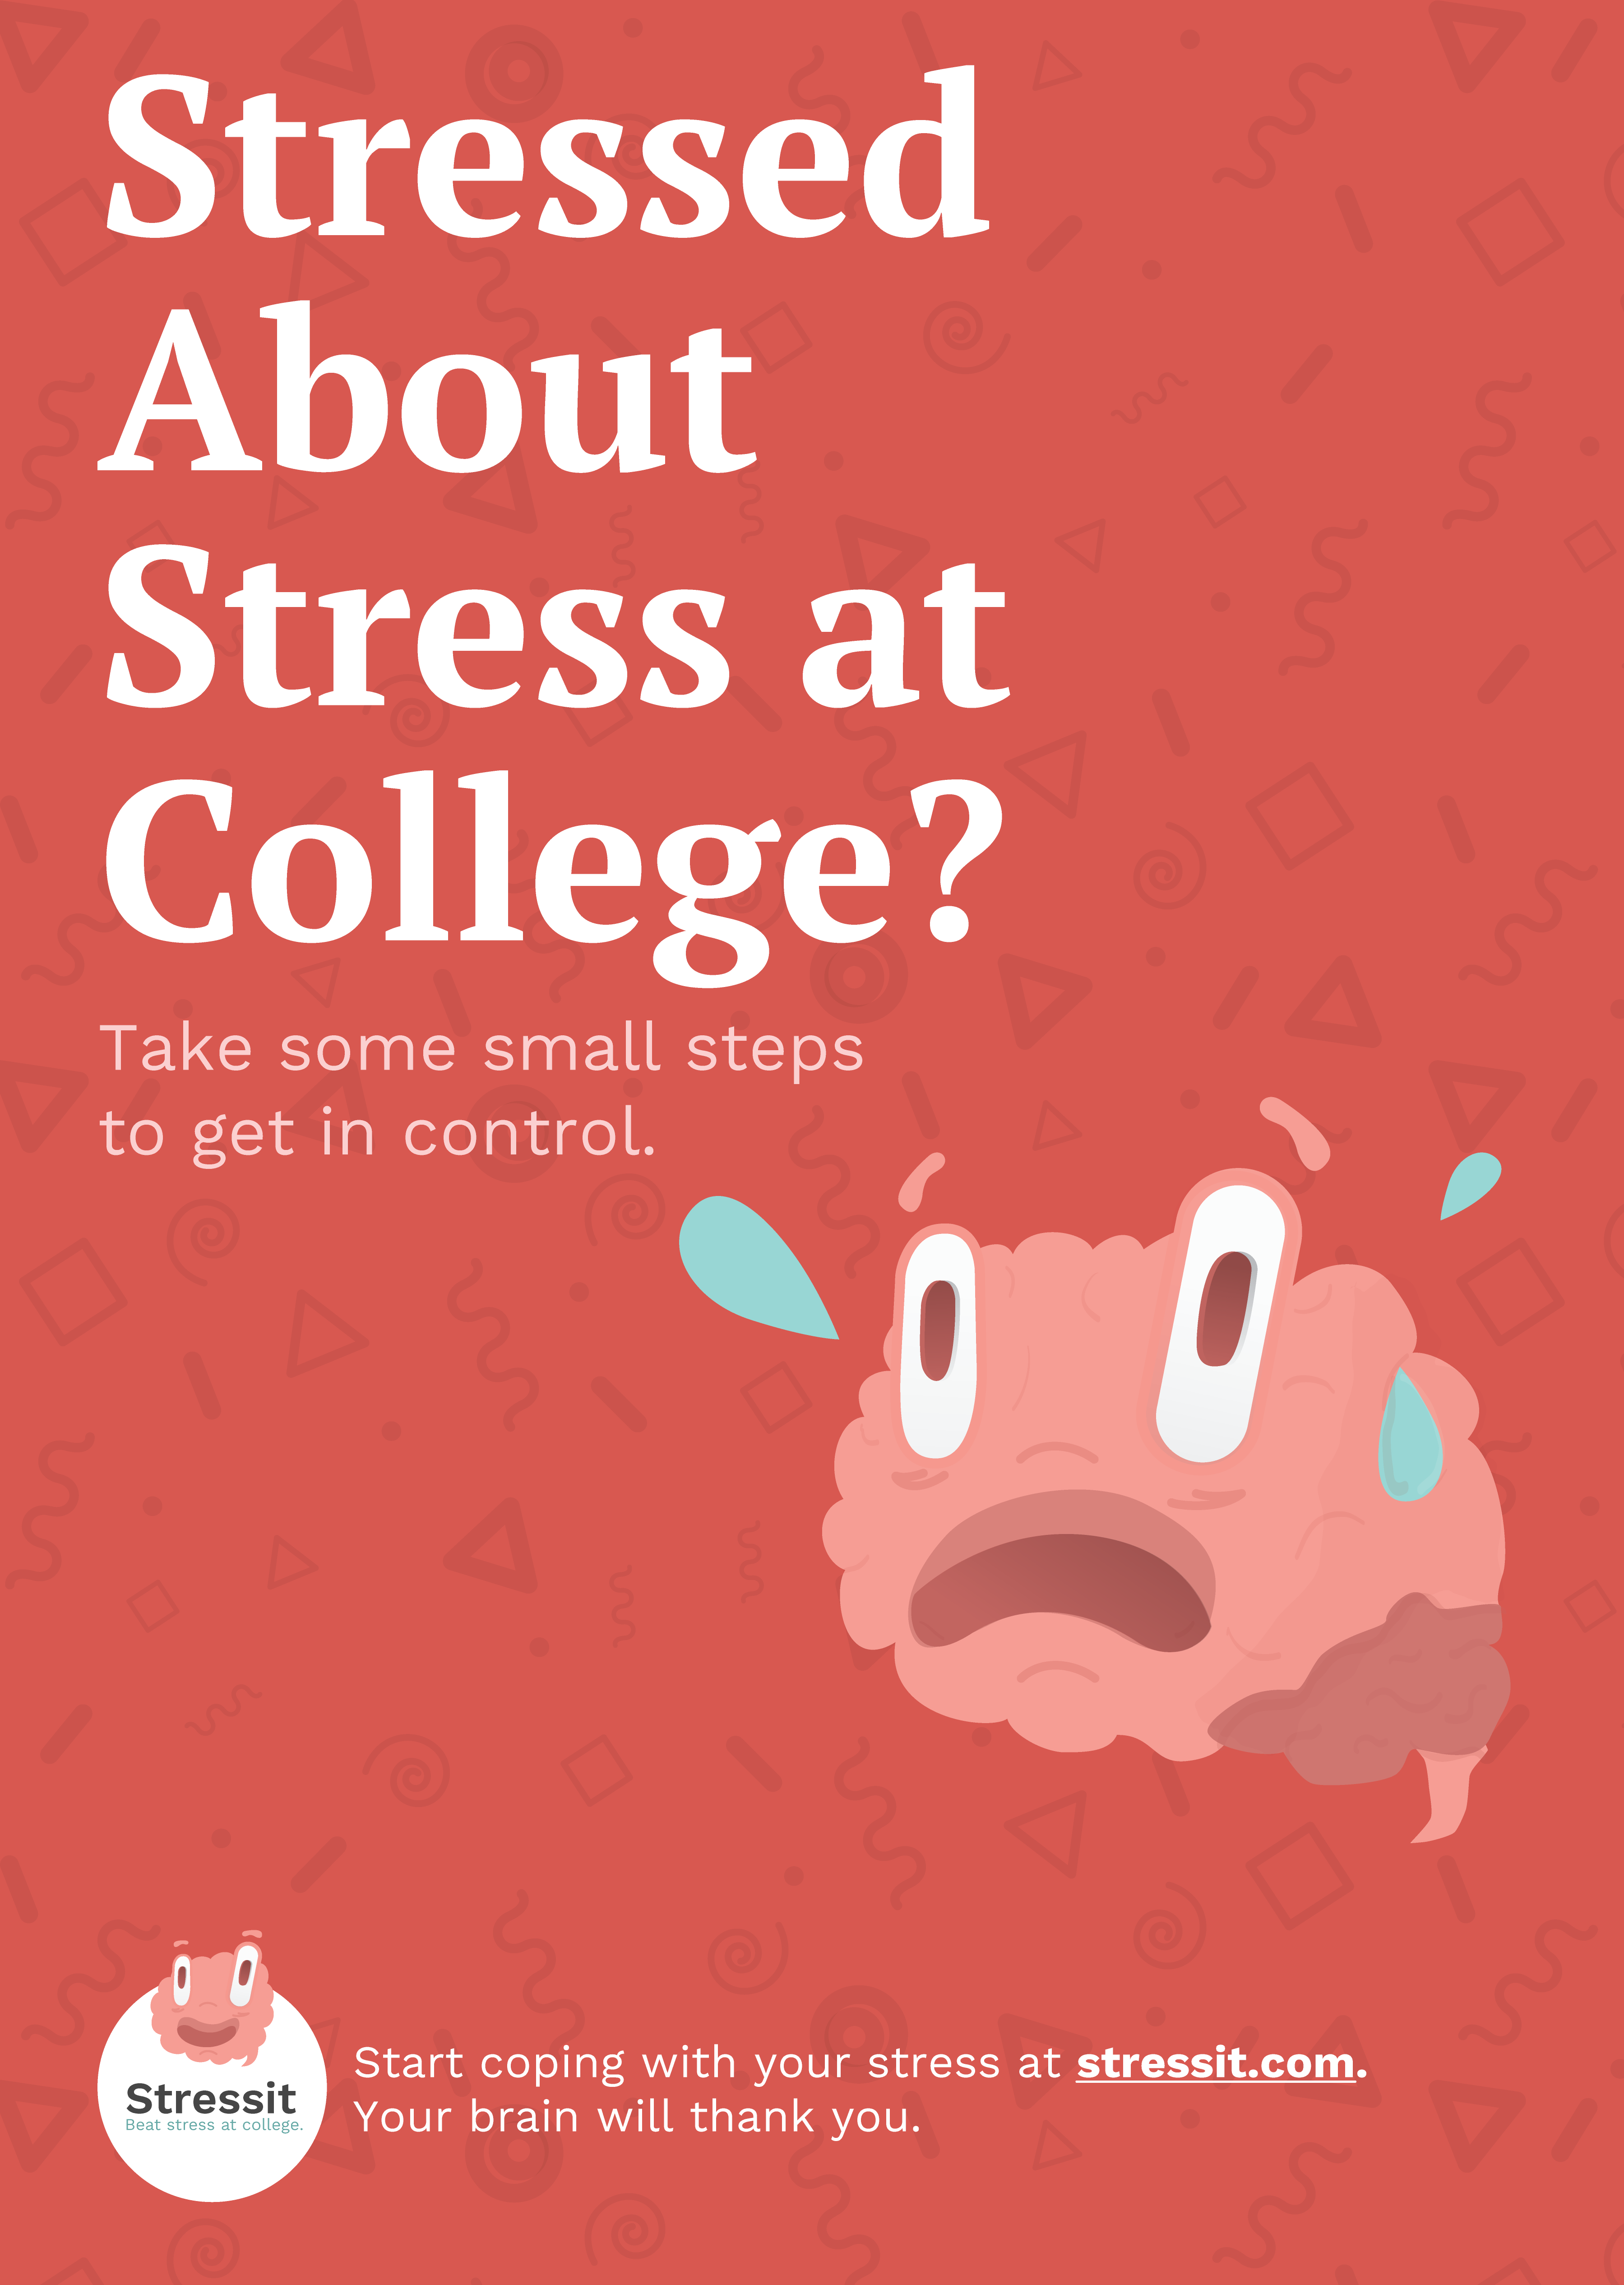 Stressed
About
Stress at
College?
Take some small steps
to get in control.
Start coping with your stress at stressit.com.
Your brain will thank you.
Stressit
Beat stress at college.